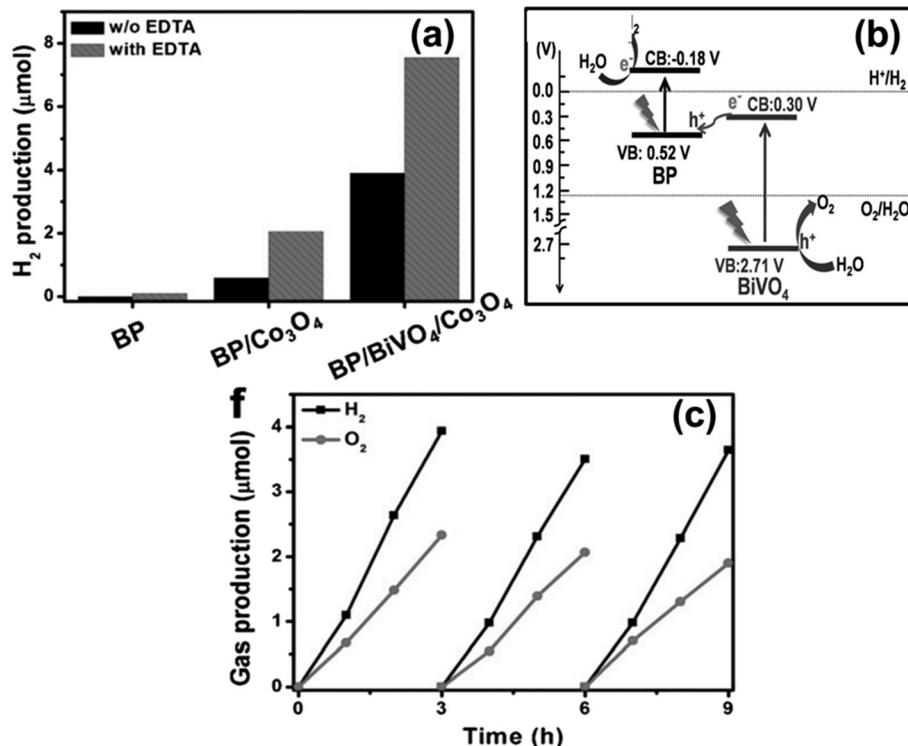 (a)
w/o EDTA
with EDTA
H₂ production (μmol)
8
6
4
2
0
BP
BP/Co₃O₄
BP/BiVO₄/Co₃O₄
(b)
(V)
H₂O
e⁻
2
CB:-0.18 V
H⁺/H₂
0.0
0.3
0.6
0.9
1.2
1.5
2.7
h⁺
e⁻
CB:0.30 V
VB: 0.52 V
BP
O₂
O₂/H₂O
h⁺
H₂O
VB:2.71 V
BiVO₄
f
(c)
H₂
O₂
Gas production (μmol)
4
3
2
1
0
0
3
6
9
Time (h)